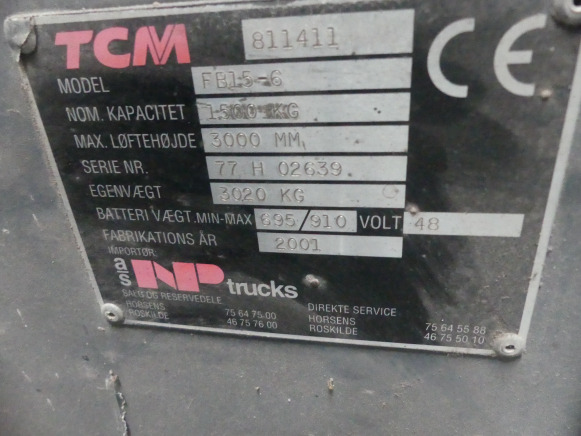 TCM 811411 CE
MODEL FB15-6
NOM. KAPACITET 1500 KG
MAX. LØFTEHØJDE 3000 MM,
SERIE NR. 77 H 02639
EGENVÆGT 3020 KG
BATTERI VÆGT. MIN-MAX 695/910 VOLT 48
FABRIKATIONS ÅR 2001
IMPORTØR.
a/s NP trucks
SALG OG RESERVEDELE DIREKTE SERVICE
HORSENS 75 64 75 00 HORSENS 75 64 55 88
ROSKILDE 46 75 76 00 ROSKILDE 46 75 50 10